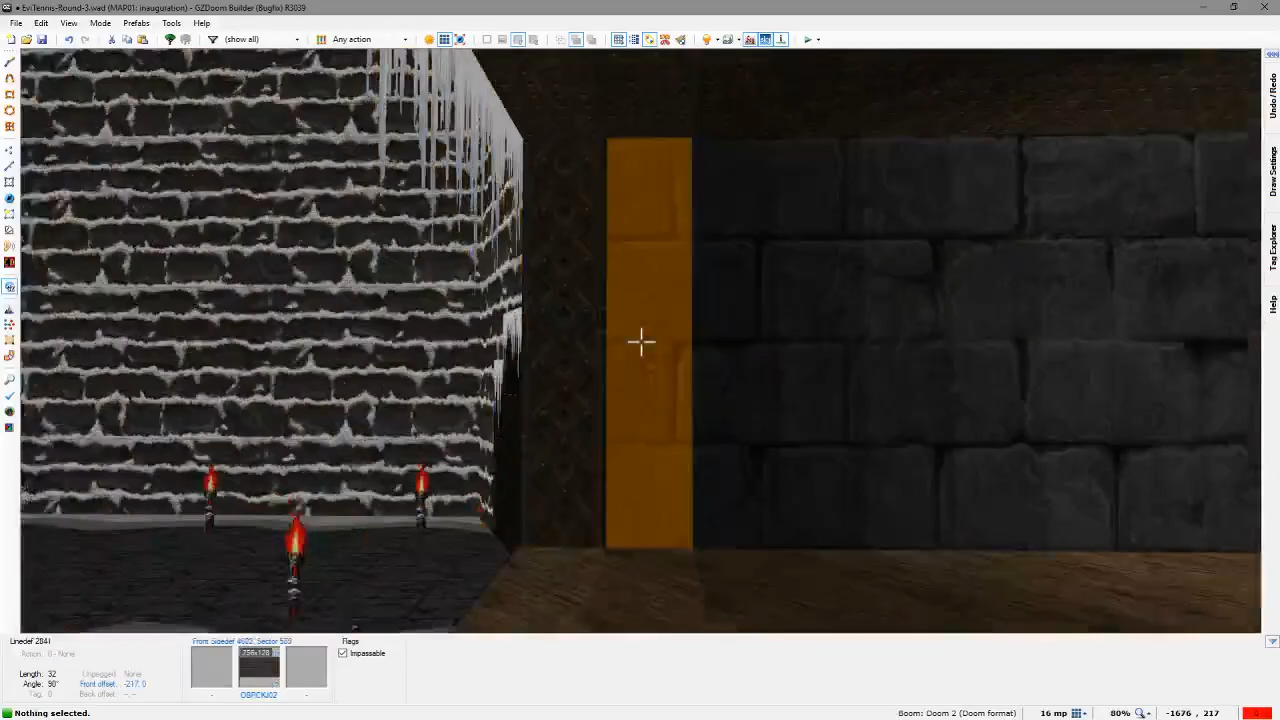 EviTennis-Round-3.wad (MAP01: inauguration) - GZDoom Builder (Bugfix) R3039
File Edit View Mode Prefabs Tools Help
(show all) Any action
Undo / Redo
Draw Settings
Tag Explorer
Help
Linedef 2841
Action: 0 - None
Length: 32
Angle: 90°
Tag: 0
Unpegged: None
Front offset: -217, 0
Back offset: --, --
Front Sidedef 4602, Sector 539
256x128
- -
Flags
Impassable
Nothing selected.
Boom: Doom 2 (Doom format) 16 mp 80% -1676 , 217